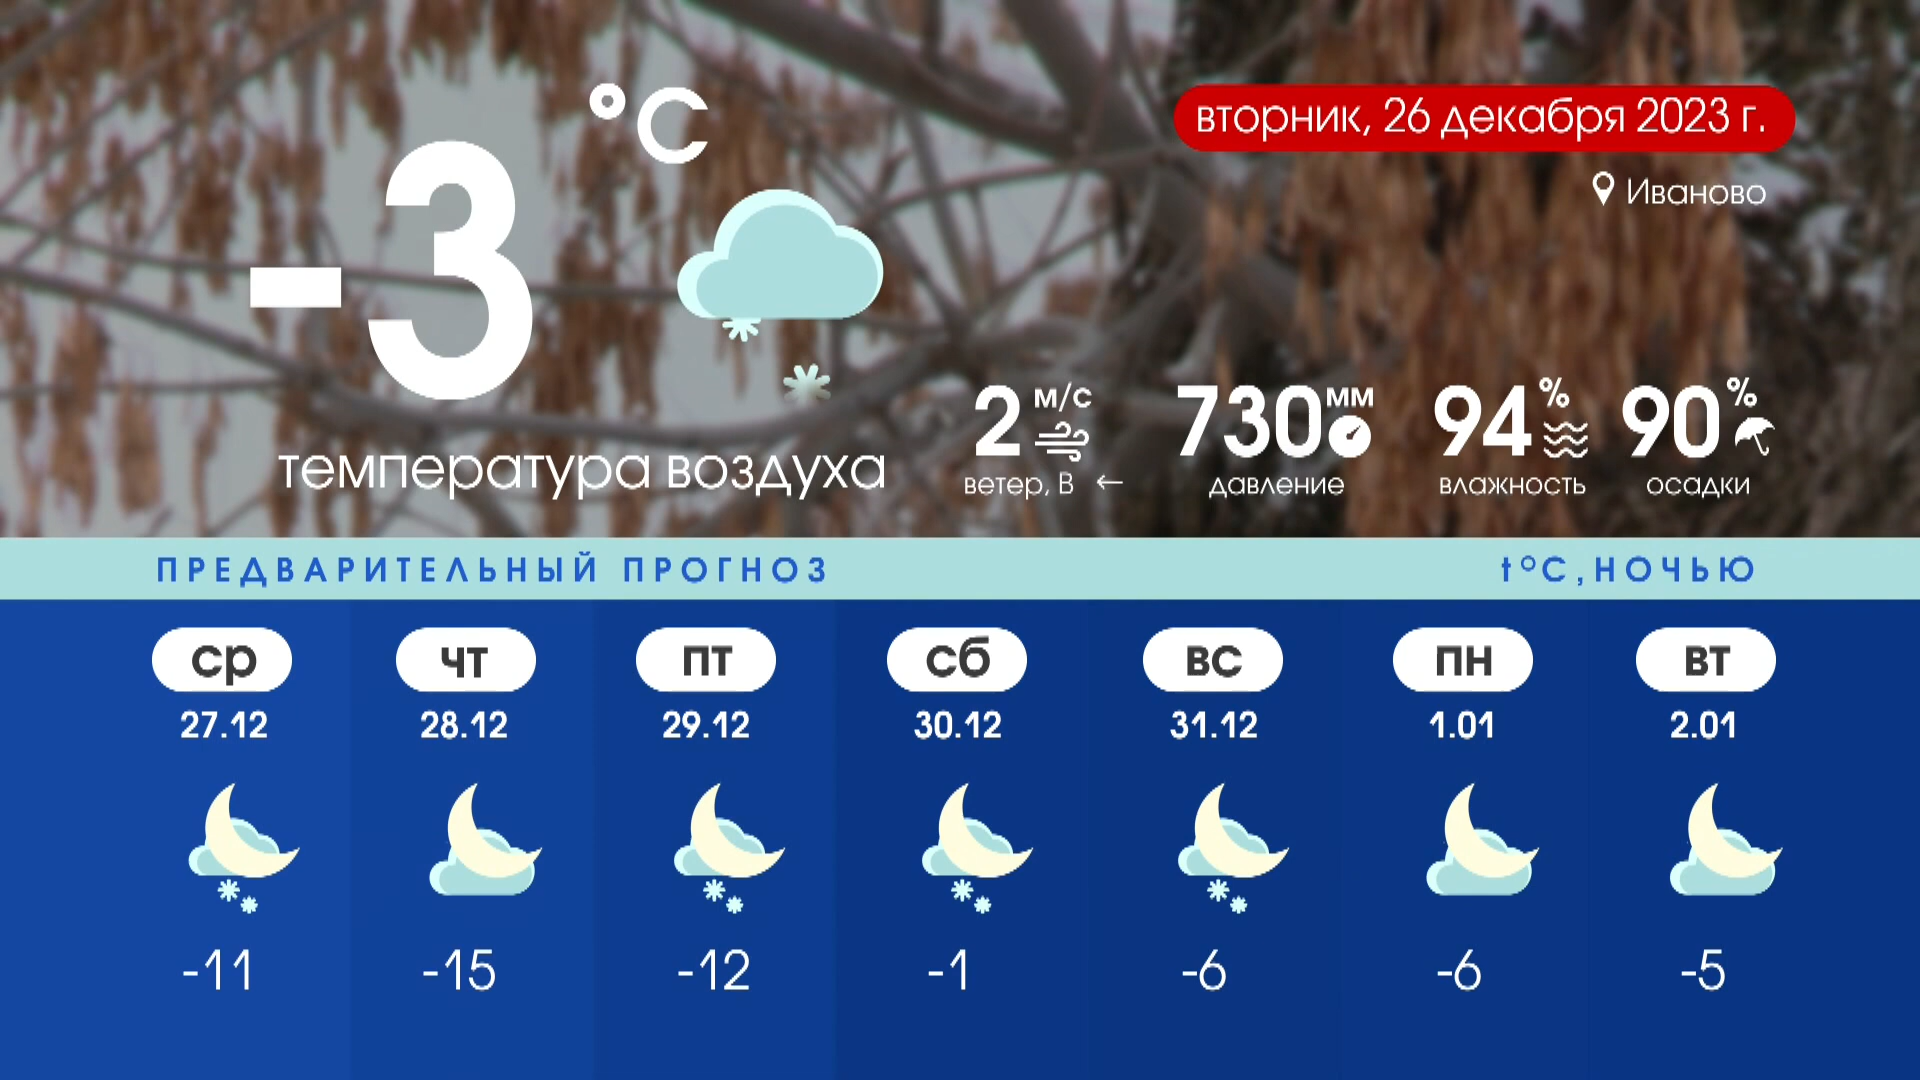 -3 °C
вторник, 26 декабря 2023 г.
Иваново
температура воздуха
2 м/с
ветер, В ←
730 мм
давление
94 %
влажность
90 %
осадки
ПРЕДВАРИТЕЛЬНЫЙ ПРОГНОЗ
t°C, НОЧЬЮ
ср чт пт сб вс пн вт
27.12 28.12 29.12 30.12 31.12 1.01 2.01
-11 -15 -12 -1 -6 -6 -5